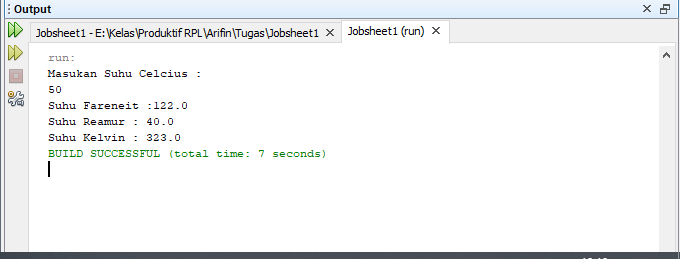 Output
Jobsheet1 - E:\Kelas\Produktif RPL\Arifin\Tugas\Jobsheet1
Jobsheet1 (run)
run:
Masukan Suhu Celcius :
50
Suhu Fareneit :122.0
Suhu Reamur : 40.0
Suhu Kelvin : 323.0
BUILD SUCCESSFUL (total time: 7 seconds)